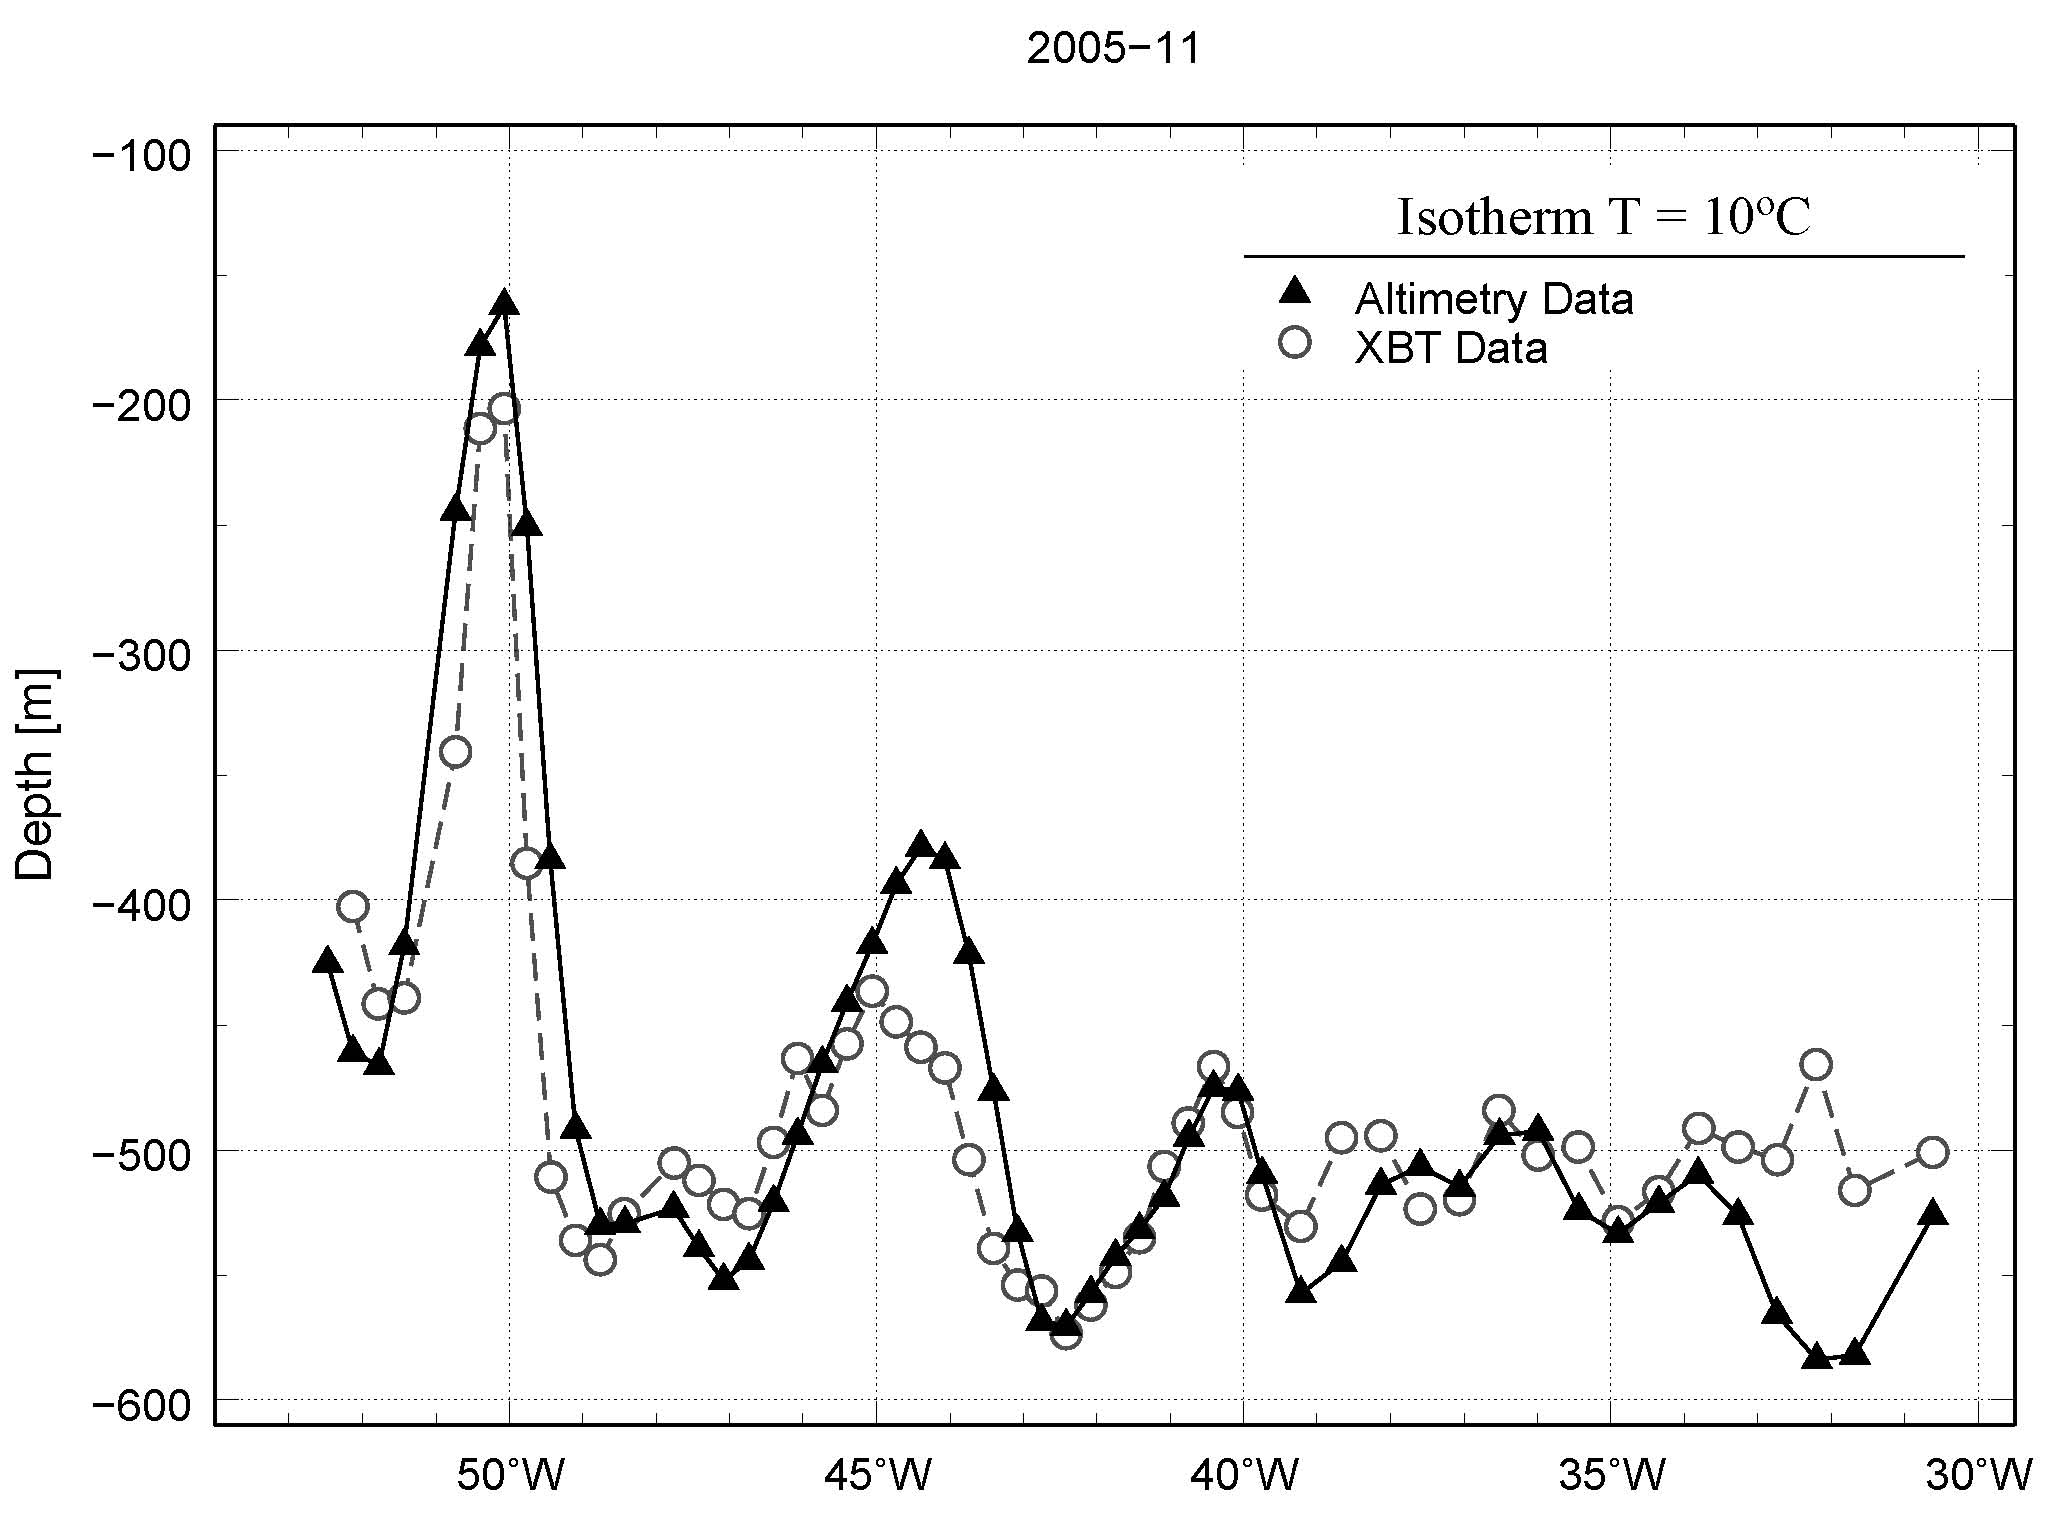 2005−11
Isotherm T = 10ºC
Altimetry Data
XBT Data
Depth [m]
−100
−200
−300
−400
−500
−600
50°W 45°W 40°W 35°W 30°W